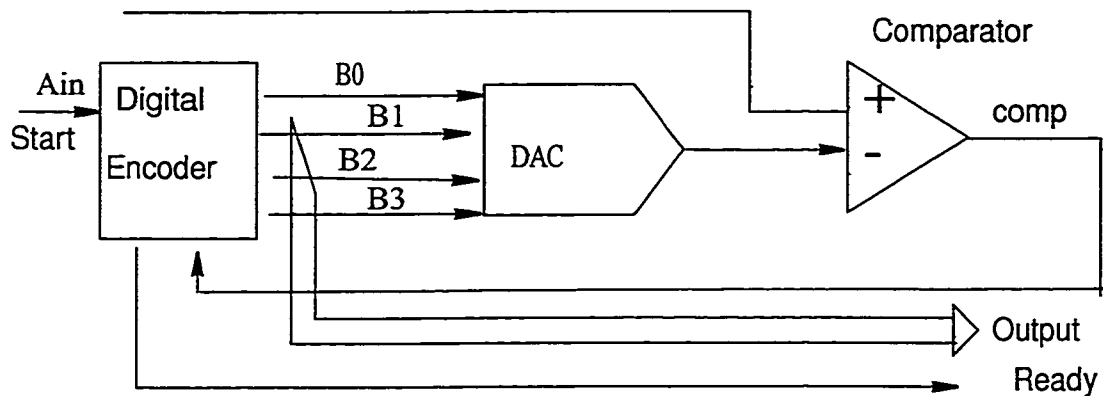 Comparator
Ain
Start
Digital
Encoder
B0
B1
B2
B3
DAC
+
-
comp
Output
Ready